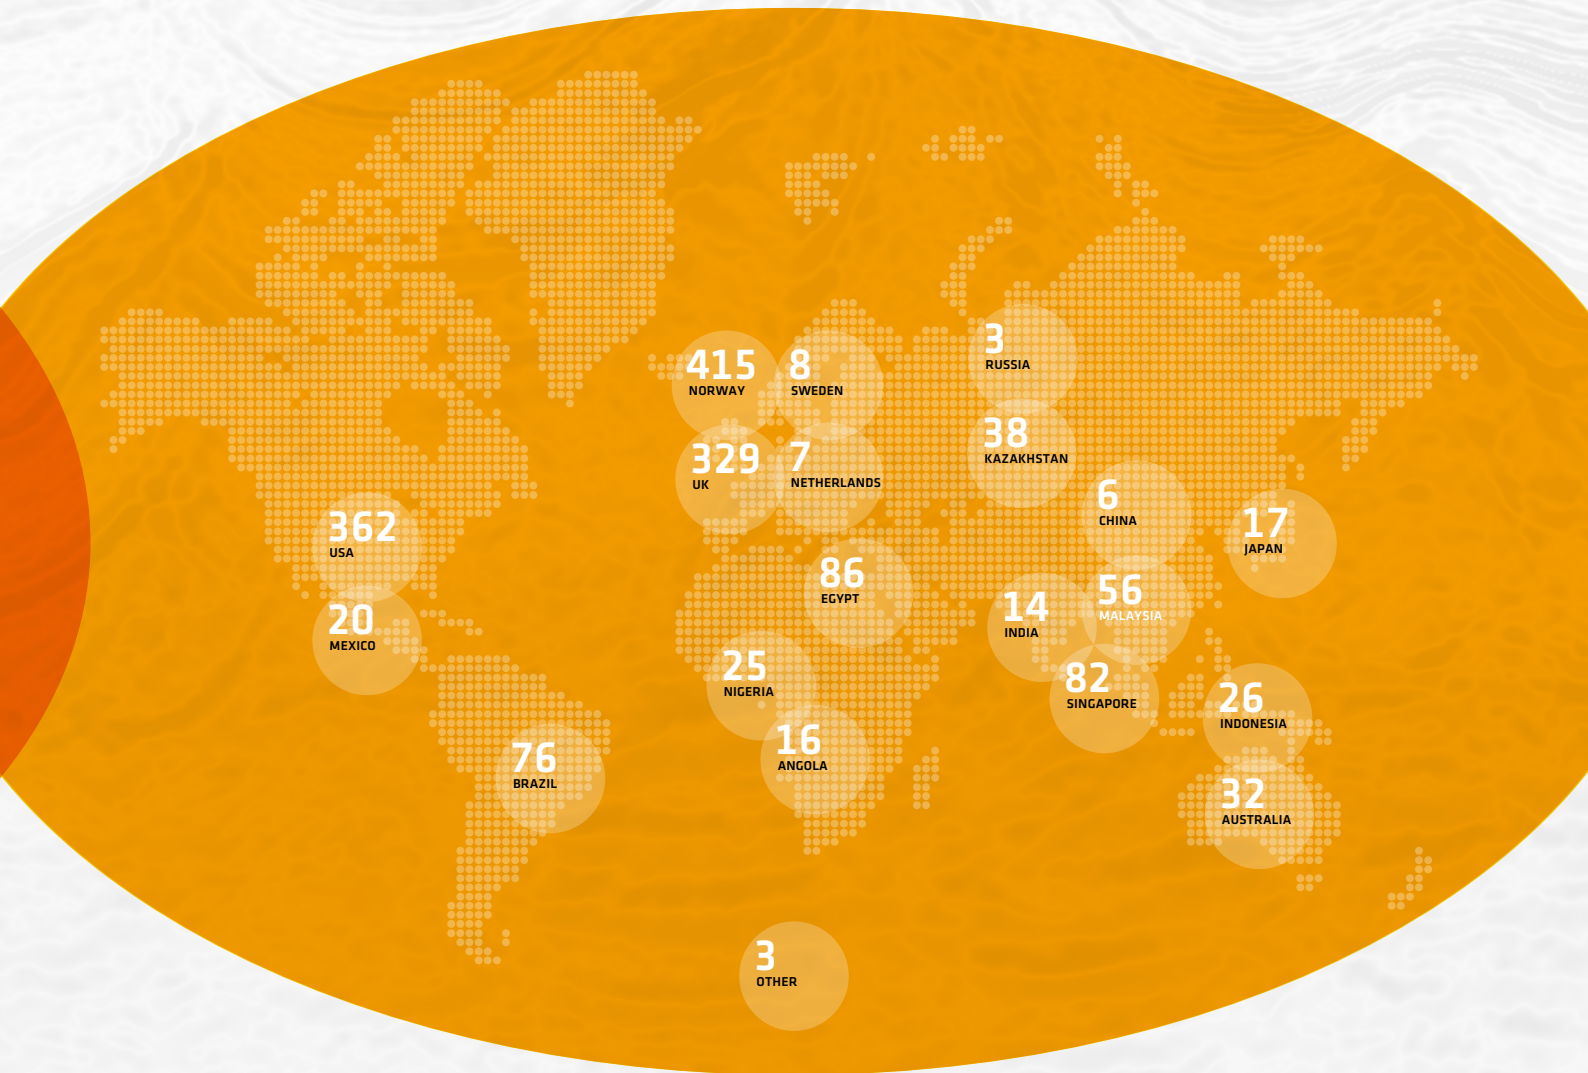 3
RUSSIA
415
NORWAY
8
SWEDEN
38
KAZAKHSTAN
329
UK
7
NETHERLANDS
6
CHINA
362
USA
17
JAPAN
86
EGYPT
56
MALAYSIA
14
INDIA
20
MEXICO
25
NIGERIA
82
SINGAPORE
26
INDONESIA
16
ANGOLA
76
BRAZIL
32
AUSTRALIA
3
OTHER